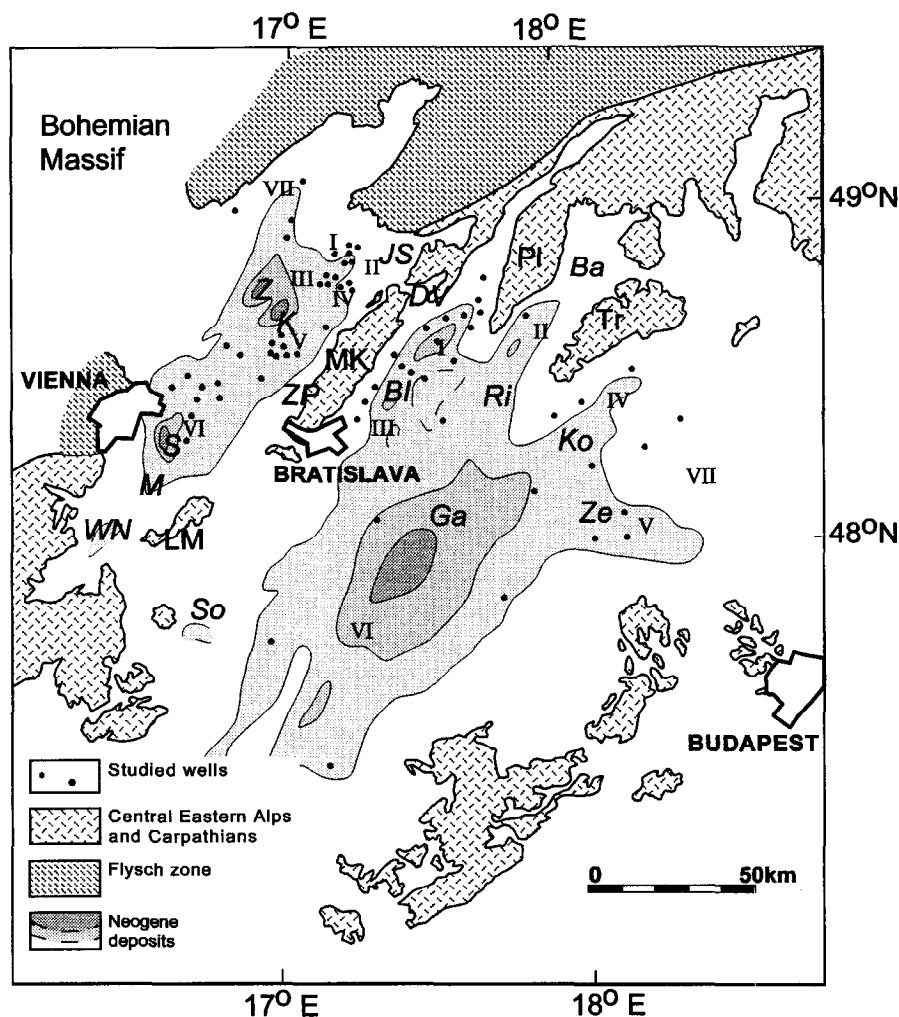 17° E
18° E
Bohemian
Massif
VII
49°N
I
JS
II
PI
Ba
III
Z
IV
DV
K
V
I
II
Tr
MK
VIENNA
ZP
Bl
Ri
IV
VI
S
III
Ko
BRATISLAVA
VII
M
Ga
Ze
V
WN
LM
48°N
So
VI
BUDAPEST
Studied wells
Central Eastern Alps
and Carpathians
Flysch zone
Neogene
deposits
0
50km
17° E
18° E